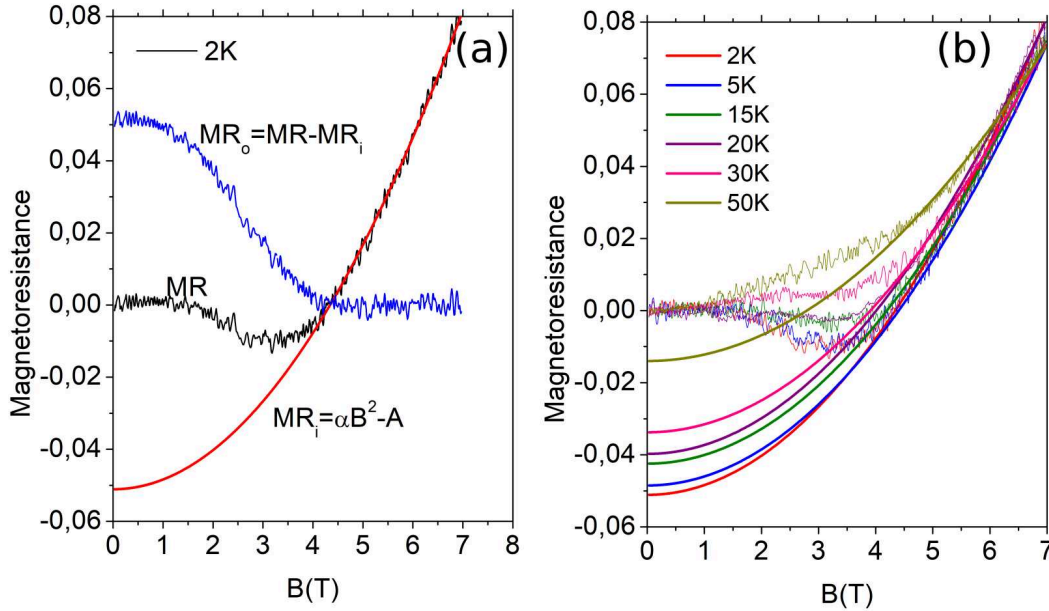 0,08
0,06
0,04
0,02
0,00
-0,02
-0,04
-0,06
Magnetoresistance
0 1 2 3 4 5 6 7 8
B(T)
(a)
2K
MRo=MR-MRi
MR
MRi=αB²-A
0,08
0,06
0,04
0,02
0,00
-0,02
-0,04
-0,06
Magnetoresistance
0 1 2 3 4 5 6 7
B(T)
(b)
2K
5K
15K
20K
30K
50K